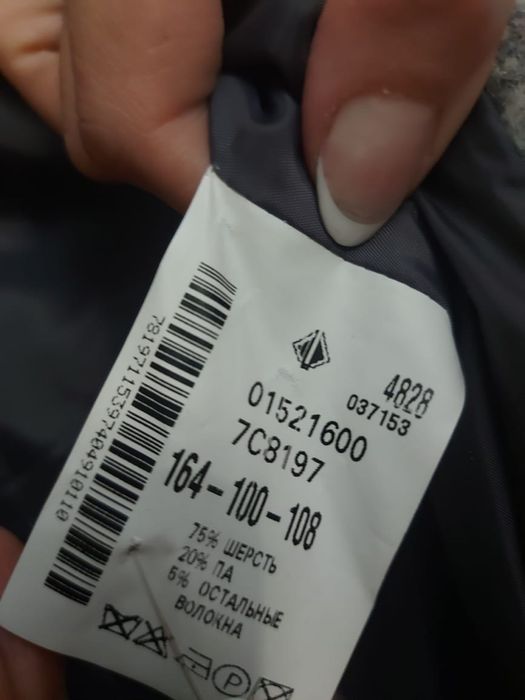 4828
037153
01521600
7C8197
164-100-108
75% ШЕРСТЬ
20% ПА
5% ОСТАЛЬНЫЕ
ВОЛОКНА
P